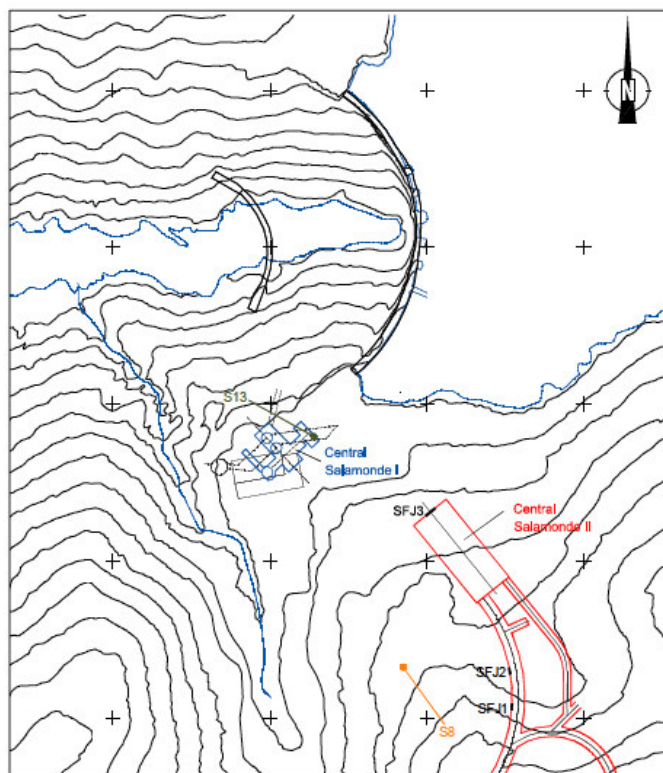 N
S13
Central
Salamonde I
SFJ3
Central
Salamonde II
SFJ2
SFJ1
S8